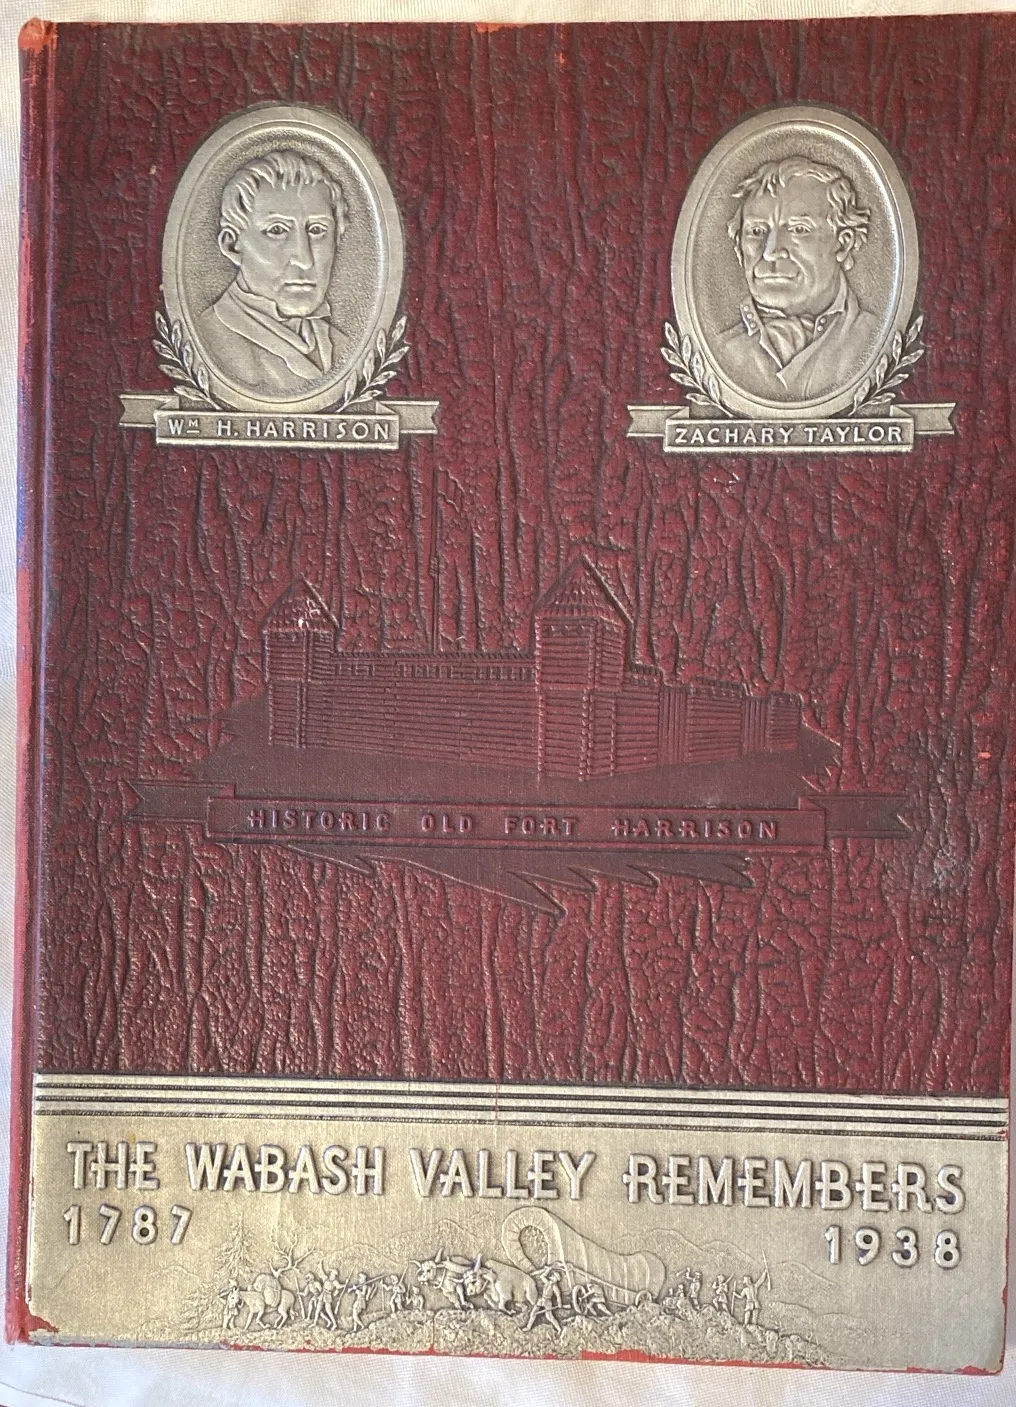 Wᴹ H. HARRISON
ZACHARY TAYLOR
HISTORIC OLD FORT HARRISON
THE WABASH VALLEY REMEMBERS
1787
1938